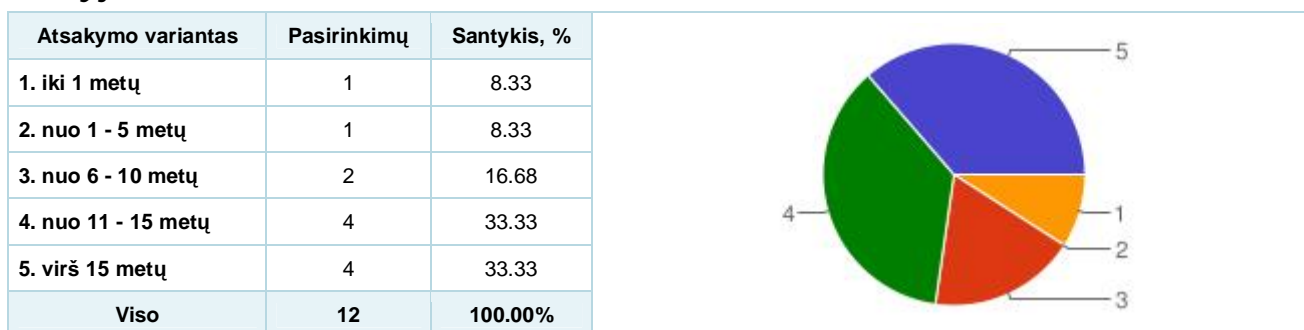 Atsakymo variantas Pasirinkimų Santykis, %
1. iki 1 metų 1 8.33
2. nuo 1 - 5 metų 1 8.33
3. nuo 6 - 10 metų 2 16.68
4. nuo 11 - 15 metų 4 33.33
5. virš 15 metų 4 33.33
Viso 12 100.00%
5
4
1
2
3